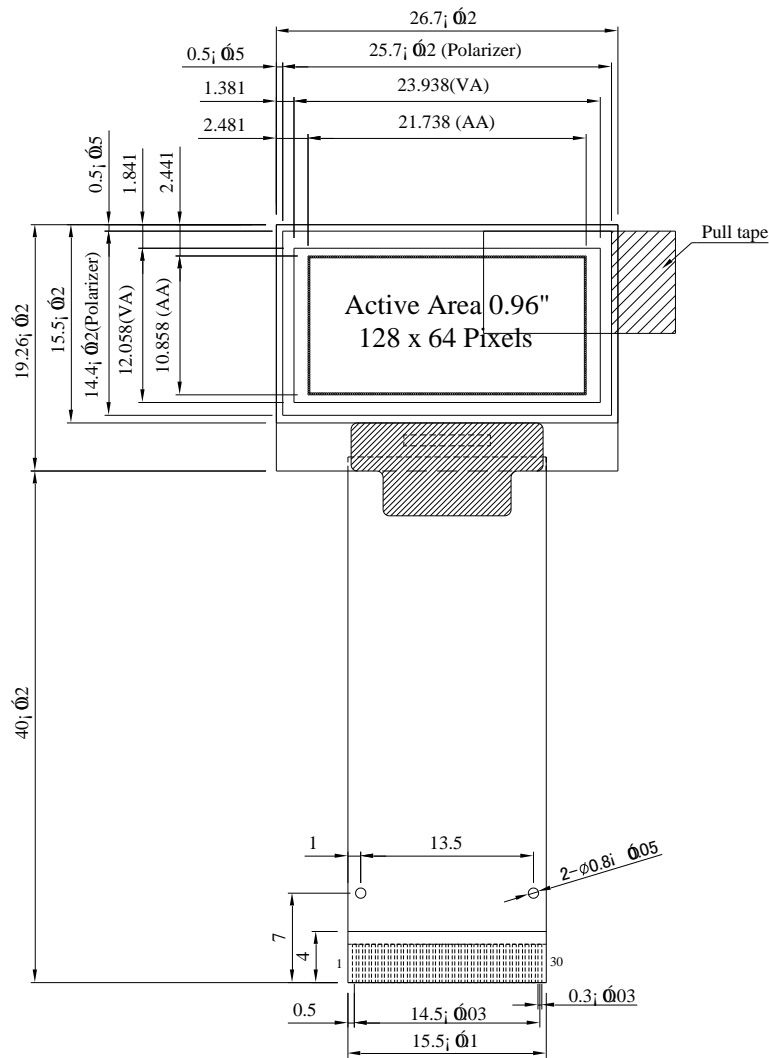 26.7¡Ó0.2
0.5¡Ó0.5
25.7¡Ó0.2 (Polarizer)
1.381
23.938(VA)
2.481
21.738 (AA)
0.5¡Ó0.5
1.841
2.441
Pull tape
Active Area 0.96"
128 x 64 Pixels
19.26¡Ó0.2
15.5¡Ó0.2
14.4¡Ó0.2(Polarizer)
12.058(VA)
10.858 (AA)
40¡Ó0.2
1
13.5
2-Ø0.8¡Ó0.05
7
4
1
30
0.5
14.5¡Ó0.03
0.3¡Ó0.03
15.5¡Ó0.1